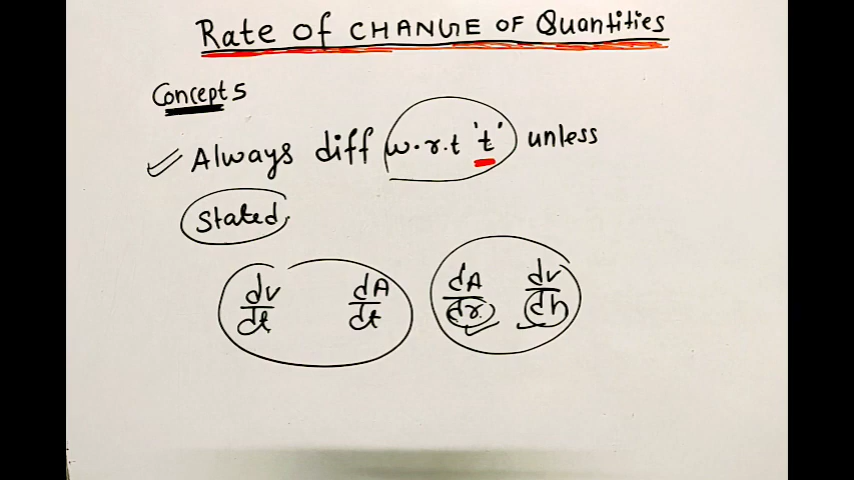 Rate of CHANGE OF Quantities
Concepts
Always diff w.r.t 't' unless
Stated
dv/dt dA/dt dA/dr dv/dh